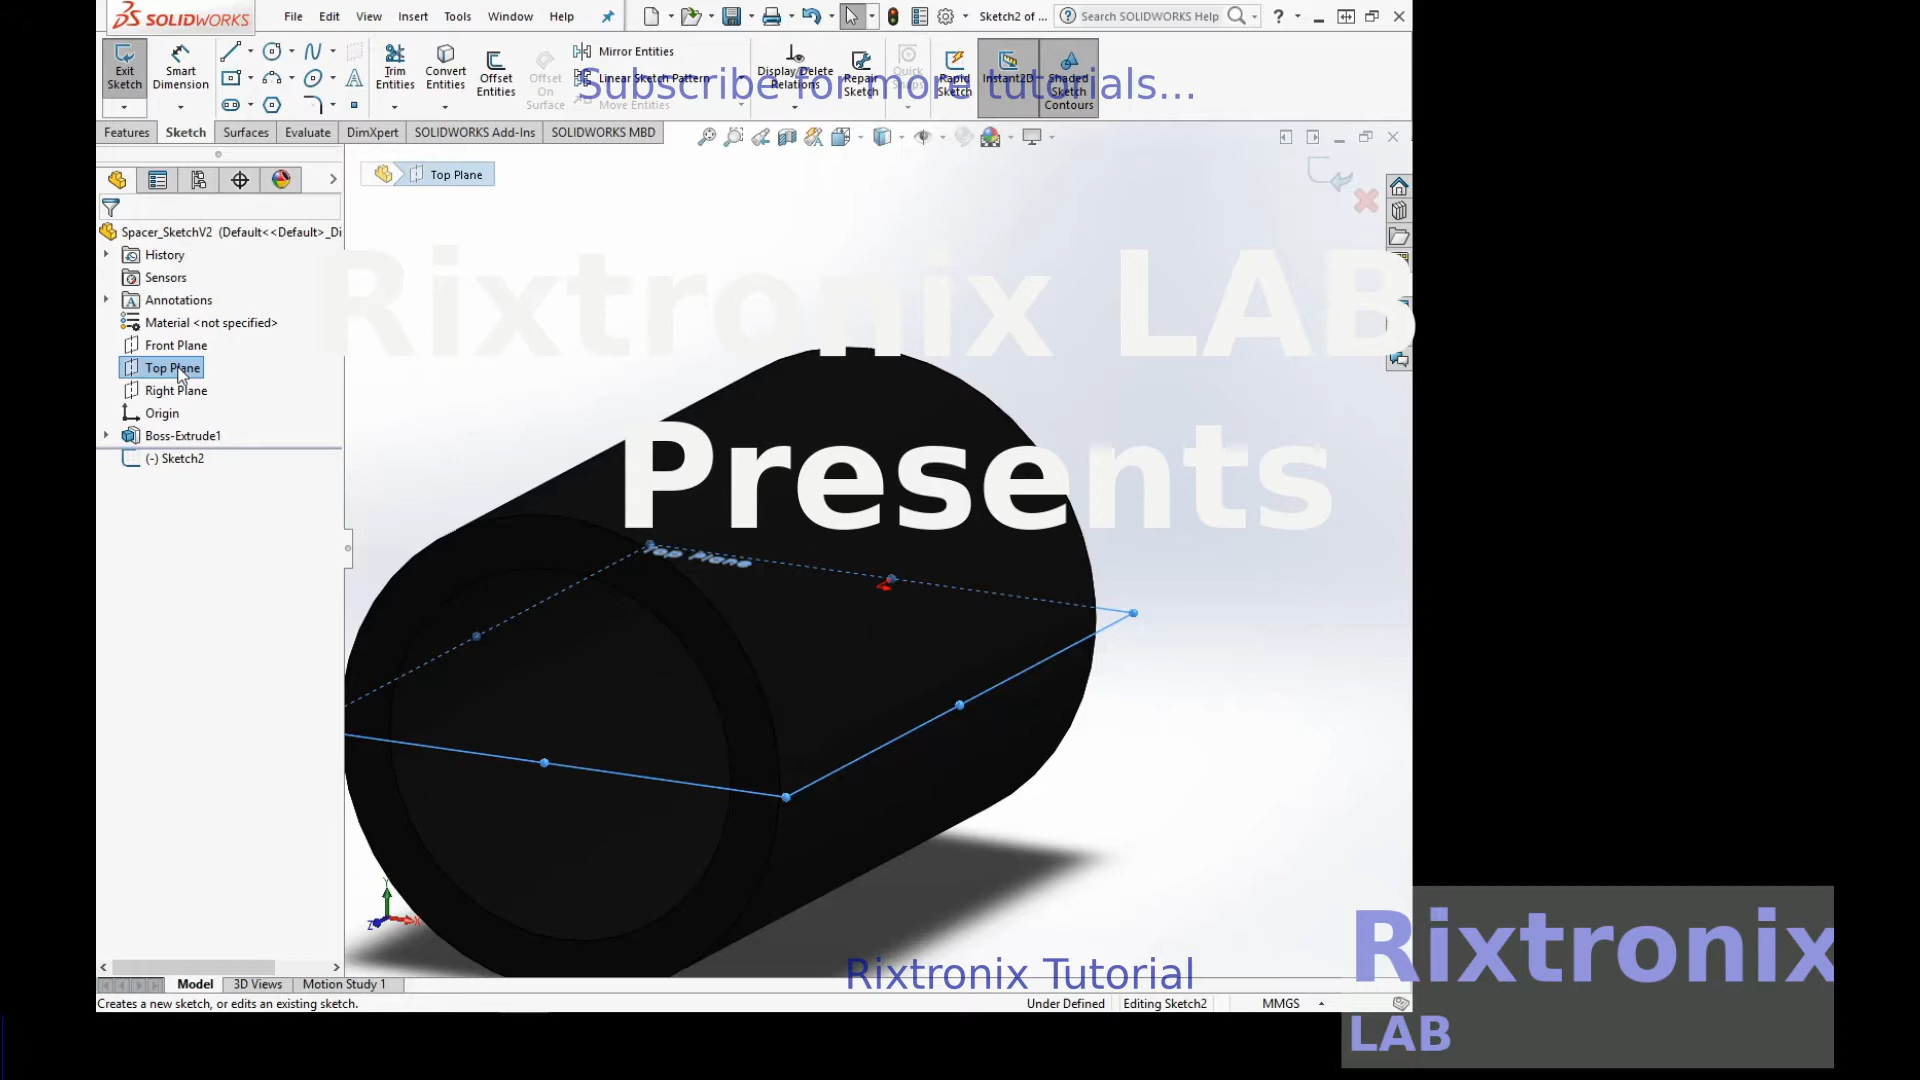 SOLIDWORKS
File Edit View Insert Tools Window Help
Sketch2 of ...
Search SOLIDWORKS Help
Exit Sketch
Smart Dimension
Trim Entities
Convert Entities
Offset Entities
Offset On Surface
Mirror Entities
Linear Sketch Pattern
Move Entities
Display/Delete Relations
Repair Sketch
Quick Snaps
Rapid Sketch
Instant2D
Shaded Sketch Contours
Subscribe for more tutorials...
Features Sketch Surfaces Evaluate DimXpert SOLIDWORKS Add-Ins SOLIDWORKS MBD
Top Plane
Spacer_SketchV2 (Default<<Default>_Di
History
Sensors
Annotations
Material <not specified>
Front Plane
Top Plane
Right Plane
Origin
Boss-Extrude1
(-) Sketch2
Rixtronix LAB
Presents
Top Plane
Y
Z
X
Rixtronix Tutorial
Rixtronix
LAB
Model 3D Views Motion Study 1
Creates a new sketch, or edits an existing sketch.
Under Defined Editing Sketch2 MMGS